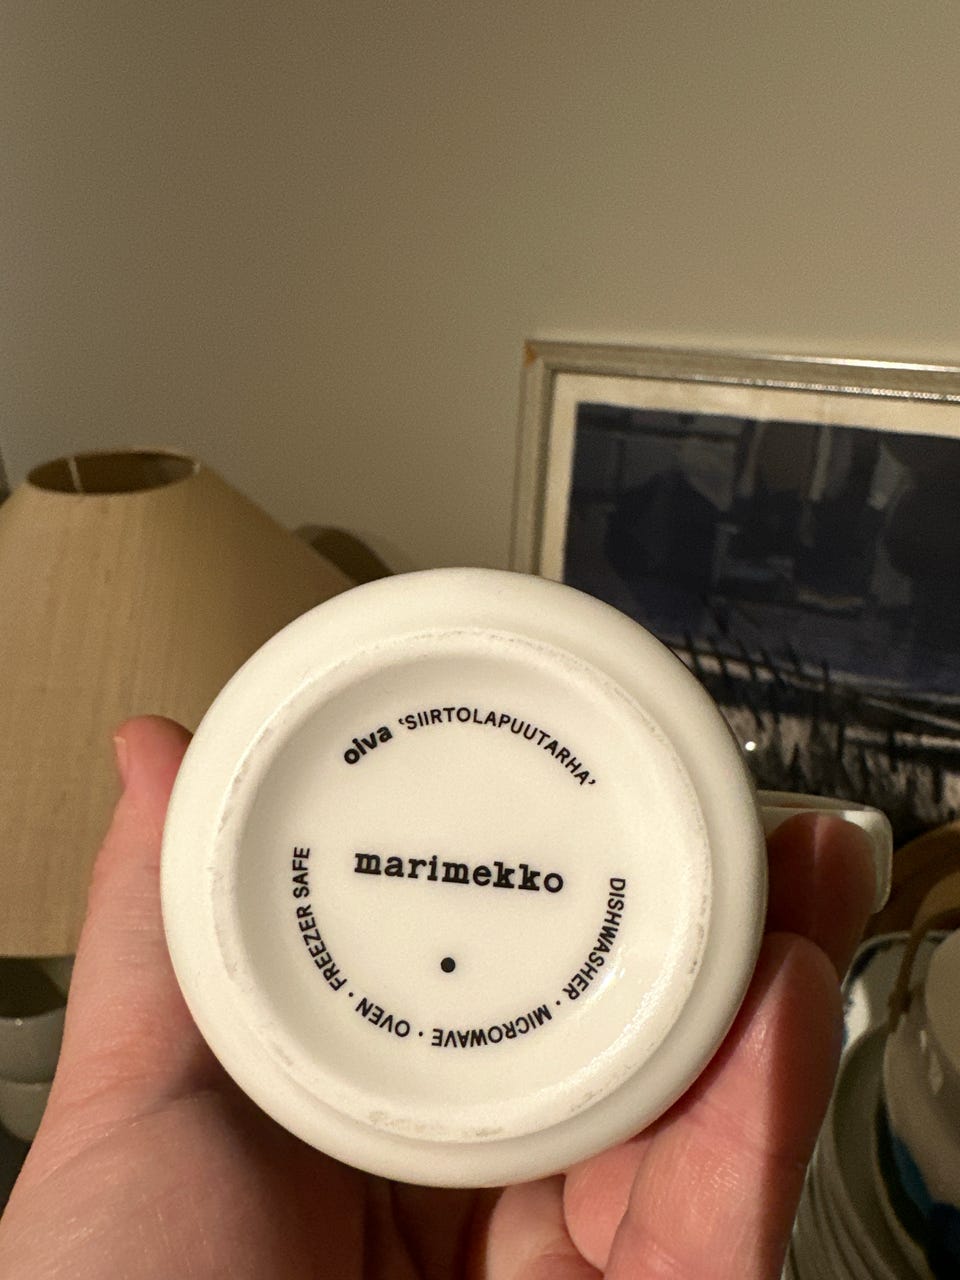 oiva ‘SIIRTOLAPUUTARHA’
marimekko
DISHWASHER · MICROWAVE · OVEN · FREEZER SAFE